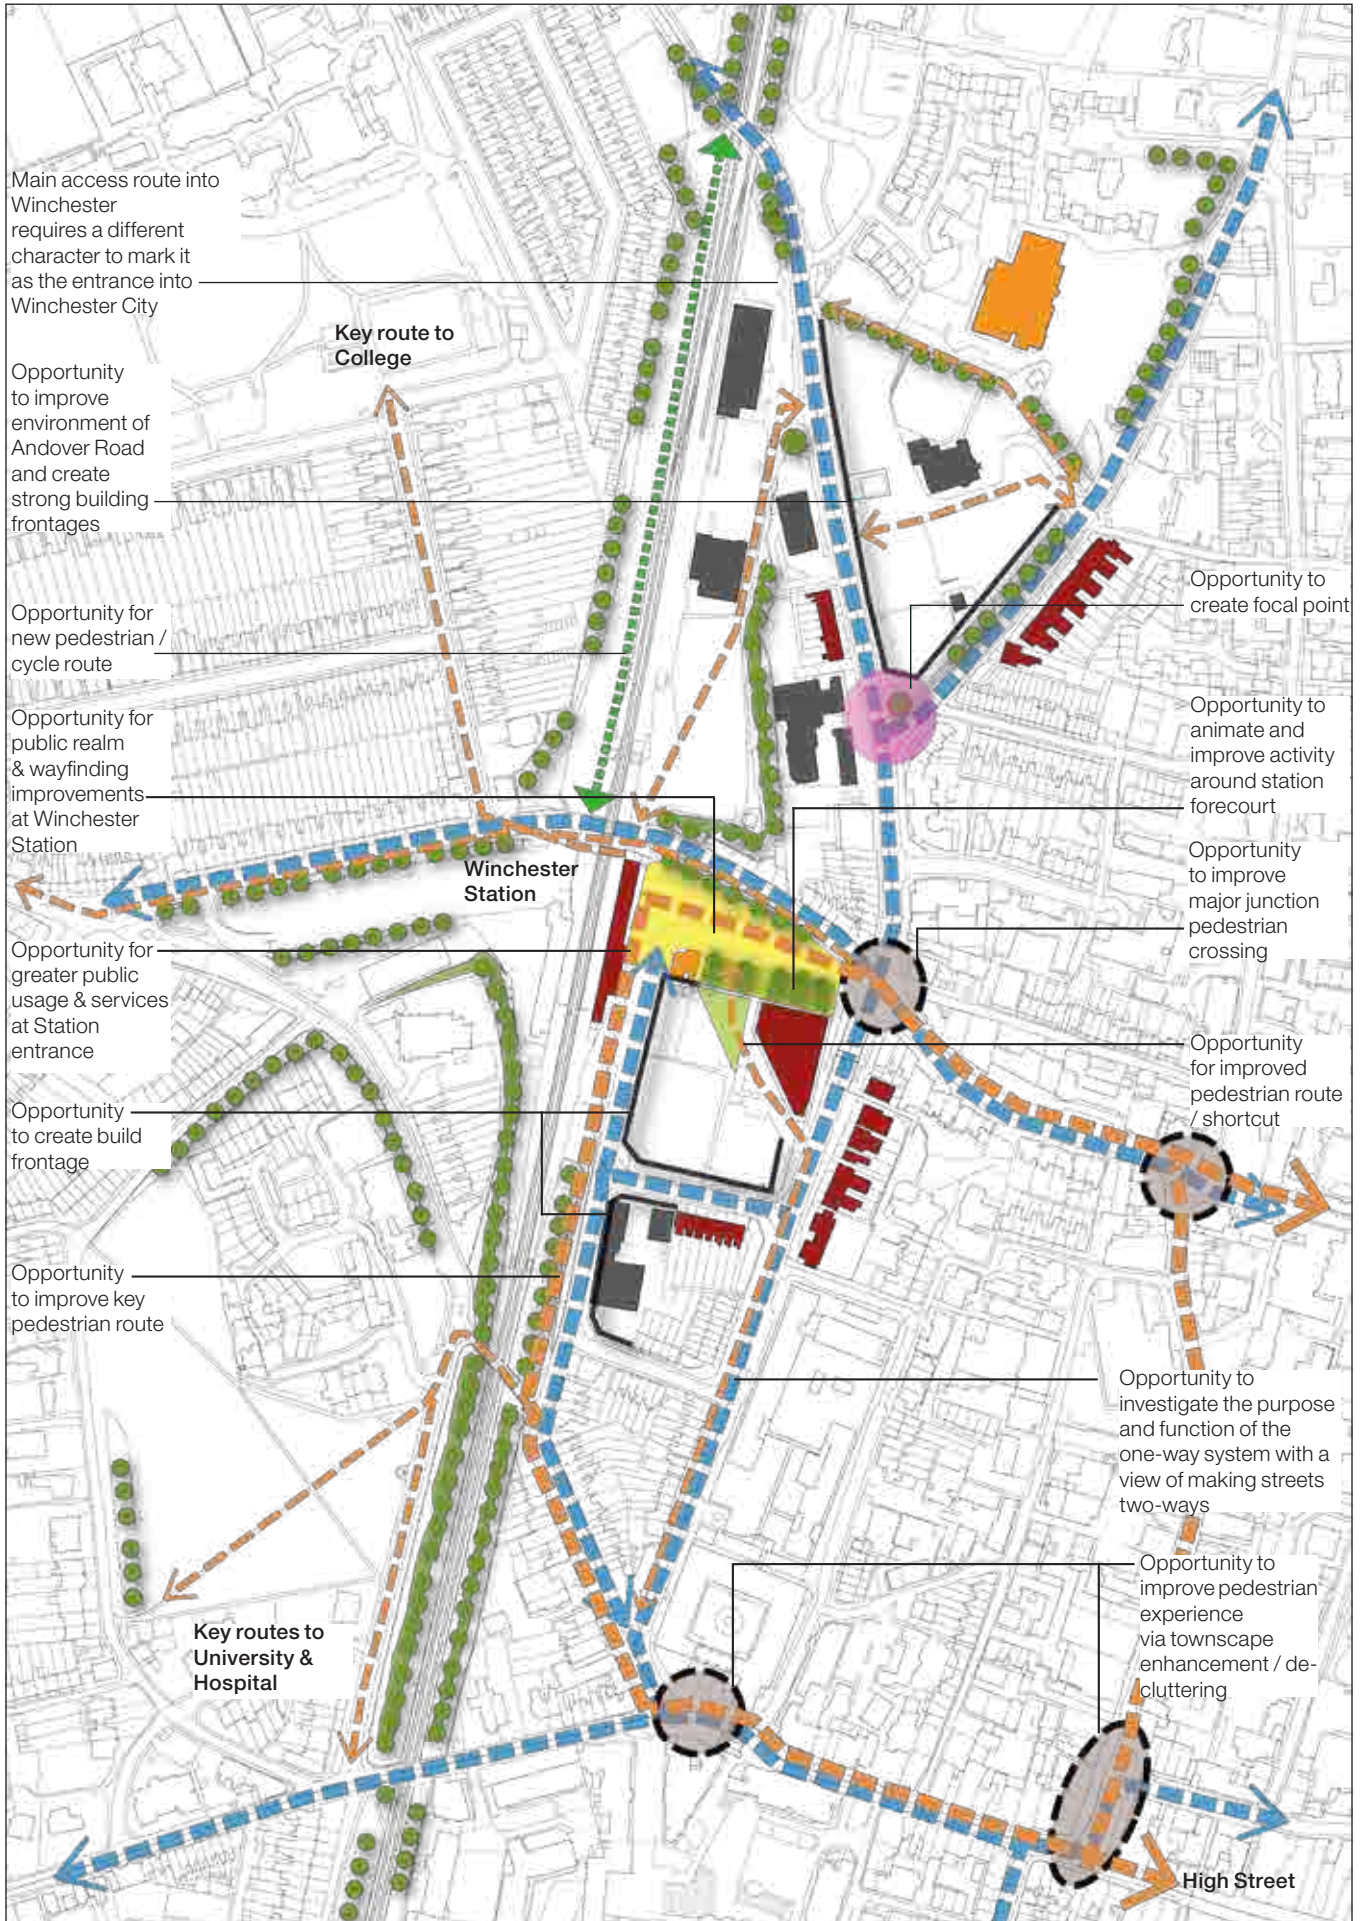 Main access route into
Winchester
requires a different
character to mark it
as the entrance into
Winchester City
Key route to
College
Opportunity
to improve
environment of
Andover Road
and create
strong building
frontages
Opportunity for
new pedestrian /
cycle route
Opportunity for
public realm
& wayfinding
improvements
at Winchester
Station
Winchester
Station
Opportunity for
greater public
usage & services
at Station
entrance
Opportunity
to create build
frontage
Opportunity
to improve key
pedestrian route
Key routes to
University &
Hospital
Opportunity to
create focal point
Opportunity to
animate and
improve activity
around station
forecourt
Opportunity
to improve
major junction
pedestrian
crossing
Opportunity
for improved
pedestrian route
/ shortcut
Opportunity to
investigate the purpose
and function of the
one-way system with a
view of making streets
two-ways
Opportunity to
improve pedestrian
experience
via townscape
enhancement / de-
cluttering
High Street